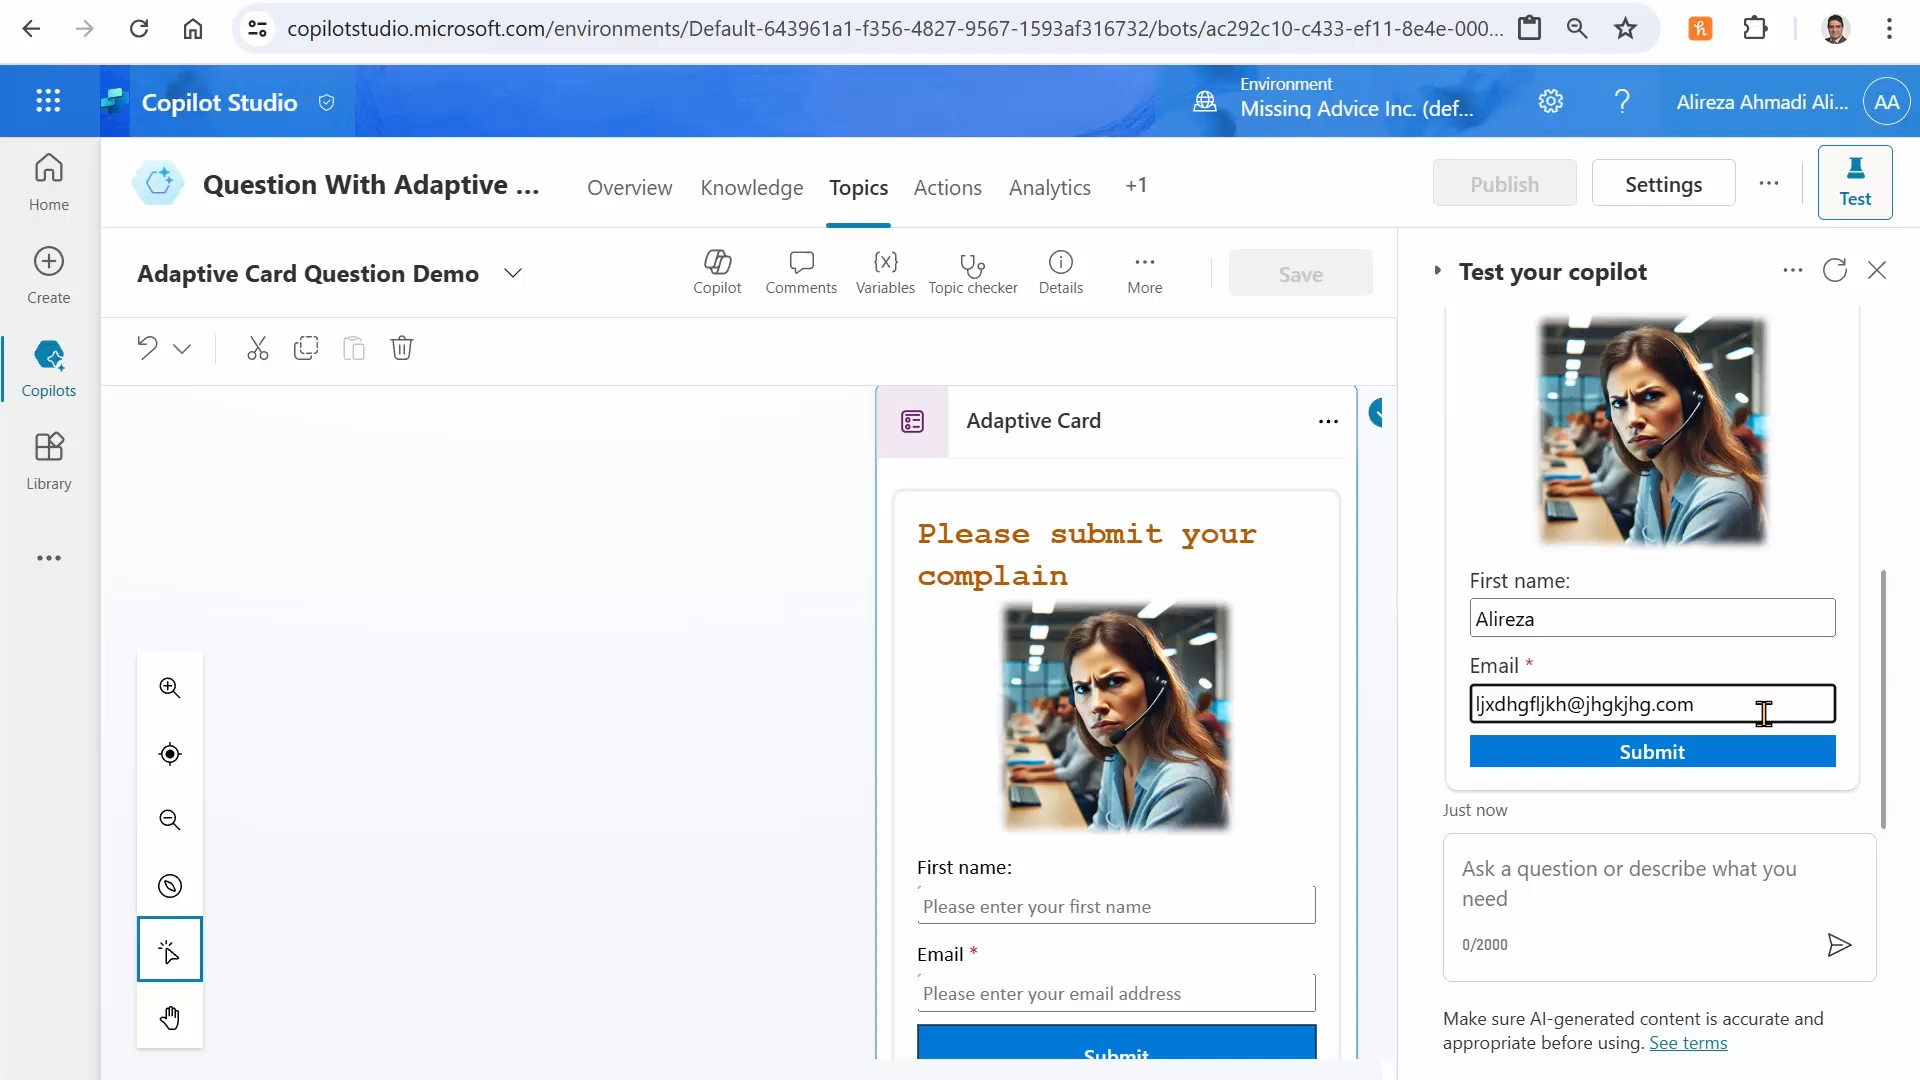 copilotstudio.microsoft.com/environments/Default-643961a1-f356-4827-9567-1593af316732/bots/ac292c10-c433-ef11-8e4e-000...
Copilot Studio
Environment
Missing Advice Inc. (def...
Alireza Ahmadi Ali...
AA
Home
Create
Copilots
Library
Question With Adaptive ...
Overview
Knowledge
Topics
Actions
Analytics
+1
Publish
Settings
Test
Adaptive Card Question Demo
Copilot
Comments
{x}
Variables
Topic checker
Details
More
Save
Adaptive Card
Please submit your
complain
First name:
Please enter your first name
Email *
Please enter your email address
Submit
Test your copilot
First name:
Alireza
Email *
ljxdhgfljkh@jhgkjhg.com
Submit
Just now
Ask a question or describe what you
need
0/2000
Make sure AI-generated content is accurate and
appropriate before using. See terms